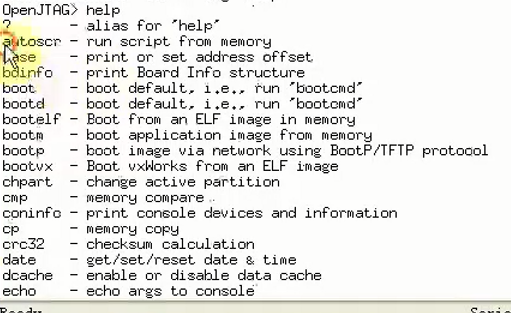 OpenJTAG> help
? - alias for 'help'
autoscr - run script from memory
base - print or set address offset
bdinfo - print Board Info structure
boot - boot default, i.e., run 'bootcmd'
bootd - boot default, i.e., run 'bootcmd'
bootelf - Boot from an ELF image in memory
bootm - boot application image from memory
bootp - boot image via network using BootP/TFTP protocol
bootvx - Boot vxWorks from an ELF image
chpart - change active partition
cmp - memory compare
coninfo - print console devices and information
cp - memory copy
crc32 - checksum calculation
date - get/set/reset date & time
dcache - enable or disable data cache
echo - echo args to console
Ready